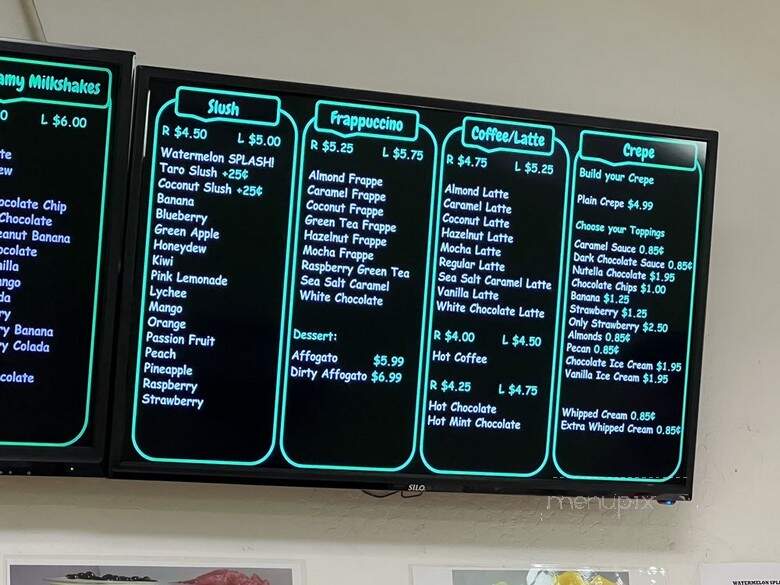 amy Milkshakes
0 L $6.00
ocolate Chip
Chocolate
eanut Banana
ocolate
nilla
ngo
da
ry
ry Banana
ry Colada
colate
Slush
R $4.50 L $5.00
Watermelon SPLASH!
Taro Slush +25¢
Coconut Slush +25¢
Banana
Blueberry
Green Apple
Honeydew
Kiwi
Pink Lemonade
Lychee
Mango
Orange
Passion Fruit
Peach
Pineapple
Raspberry
Strawberry
Frappuccino
R $5.25 L $5.75
Almond Frappe
Caramel Frappe
Coconut Frappe
Green Tea Frappe
Hazelnut Frappe
Mocha Frappe
Raspberry Green Tea
Sea Salt Caramel
White Chocolate
Dessert:
Affogato $5.99
Dirty Affogato $6.99
Coffee/Latte
R $4.75 L $5.25
Almond Latte
Caramel Latte
Coconut Latte
Hazelnut Latte
Mocha Latte
Regular Latte
Sea Salt Caramel Latte
Vanilla Latte
White Chocolate Latte
R $4.00 L $4.50
Hot Coffee
R $4.25 L $4.75
Hot Chocolate
Hot Mint Chocolate
Crepe
Build your Crepe
Plain Crepe $4.99
Choose your Toppings
Caramel Sauce 0.85¢
Dark Chocolate Sauce 0.85¢
Nutella Chocolate $1.95
Chocolate Chips $1.00
Banana $1.25
Strawberry $1.25
Only Strawberry $2.50
Almonds 0.85¢
Pecan 0.85¢
Chocolate Ice Cream $1.95
Vanilla Ice Cream $1.95
Whipped Cream 0.85¢
Extra Whipped Cream 0.85¢
SILO
menupix
WATERMELON SPL